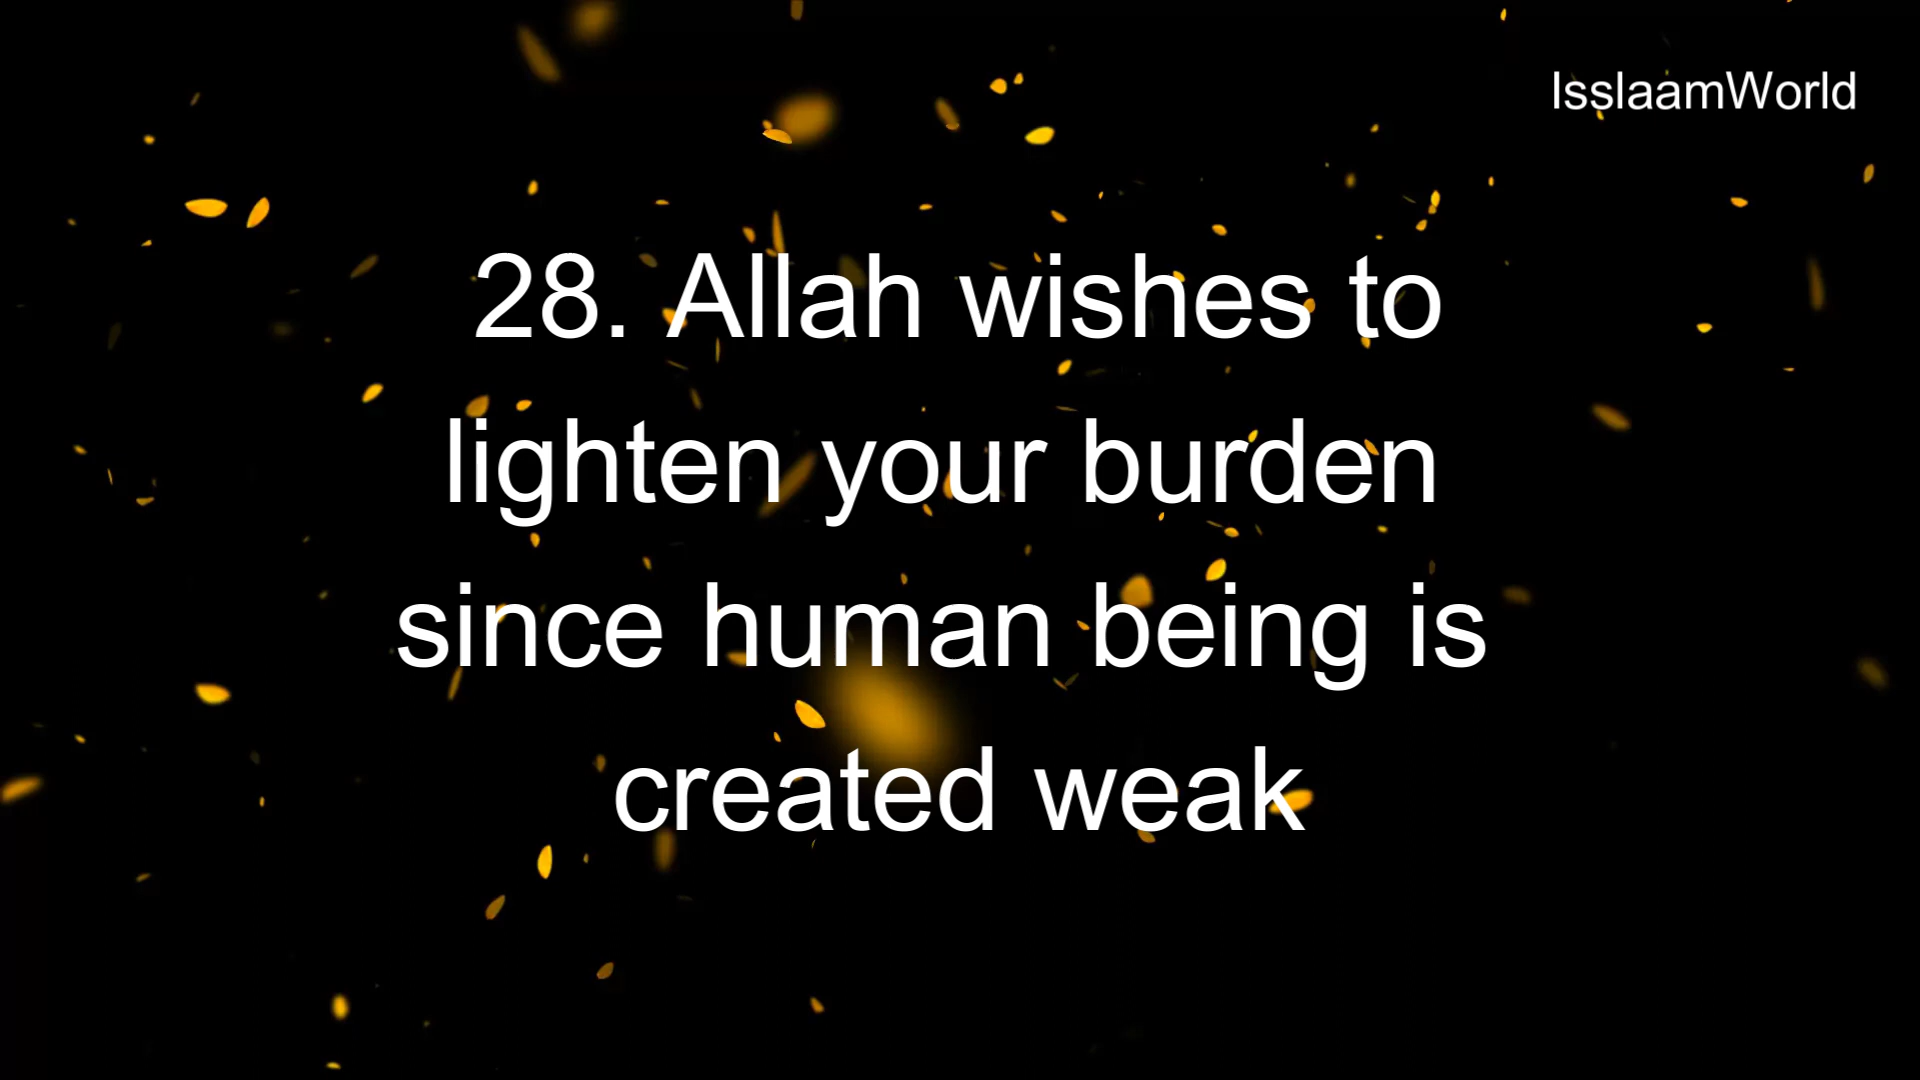 IsslaamWorld
28. Allah wishes to
lighten your burden
since human being is
created weak